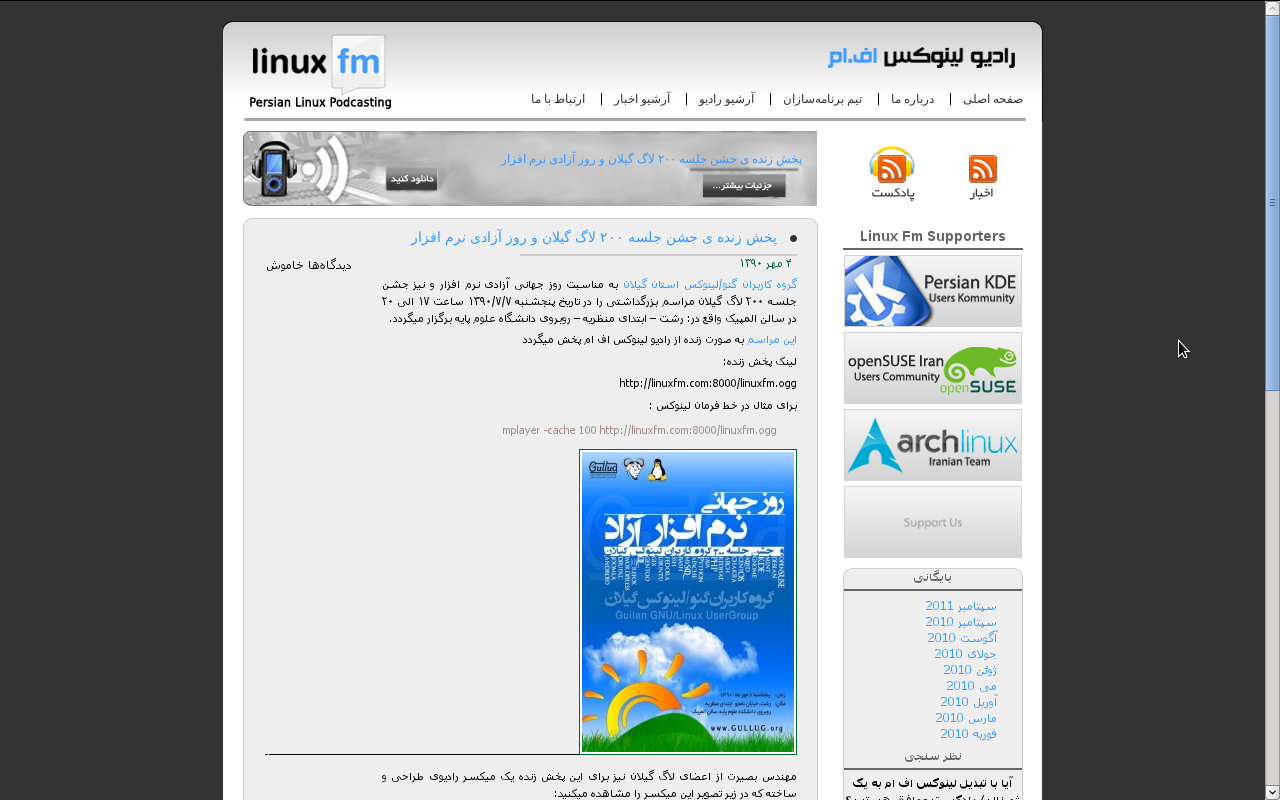 linux fm
Persian Linux Podcasting
رادیو لینوکس اف.ام
صفحه اصلی
درباره ما
تیم برنامه‌سازان
آرشیو رادیو
آرشیو اخبار
ارتباط با ما
پخش زنده ی جشن جلسه ۲۰۰ لاگ گیلان و روز آزادی نرم افزار
دانلود کنید
جزئیات بیشتر...
اخبار
پادکست
پخش زنده ی جشن جلسه ۲۰۰ لاگ گیلان و روز آزادی نرم افزار
۴ مهر ۱۳۹۰
دیدگاه‌ها خاموش
گروه کاربران گنو/لینوکس استان گیلان به مناسبت روز جهانی آزادی نرم افزار و نیز جشن
جلسه ۲۰۰ لاگ گیلان مراسم بزرگداشتی را در تاریخ پنجشنبه ۱۳۹۰/۷/۷ ساعت ۱۷ الی ۲۰
در سالن المپیک واقع در: رشت – ابتدای منظریه – روبروی دانشگاه علوم پایه برگزار میگردد.
این مراسم به صورت زنده از رادیو لینوکس اف ام پخش میگردد
لینک پخش زنده:
http://linuxfm.com:8000/linuxfm.ogg
برای مثال در خط فرمان لینوکس :
mplayer -cache 100 http://linuxfm.com:8000/linuxfm.ogg
Gullug
روز جهانی
نرم افزار آزاد
جشن جلسه ۲۰۰ گروه کاربران گنو/لینوکس گیلان
گروه کاربران گنو/لینوکس گیلان
Guilan GNU/Linux UserGroup
www.GULLUG.org
مهندس بصیرت از اعضای لاگ گیلان نیز برای این پخش زنده یک میکسر رادیوی طراحی و
ساخته که در زیر تصویر این میکسر را مشاهده میکنید:
Linux Fm Supporters
Persian KDE
Users Kommunity
openSUSE Iran
Users Community
openSUSE
archlinux
Iranian Team
Support Us
بایگانی
سپتامبر 2011
سپتامبر 2010
آگوست 2010
جولای 2010
ژوئن 2010
می 2010
آوریل 2010
مارس 2010
فوریه 2010
نظر سنجی
آیا با تبدیل لینوکس اف ام به یک